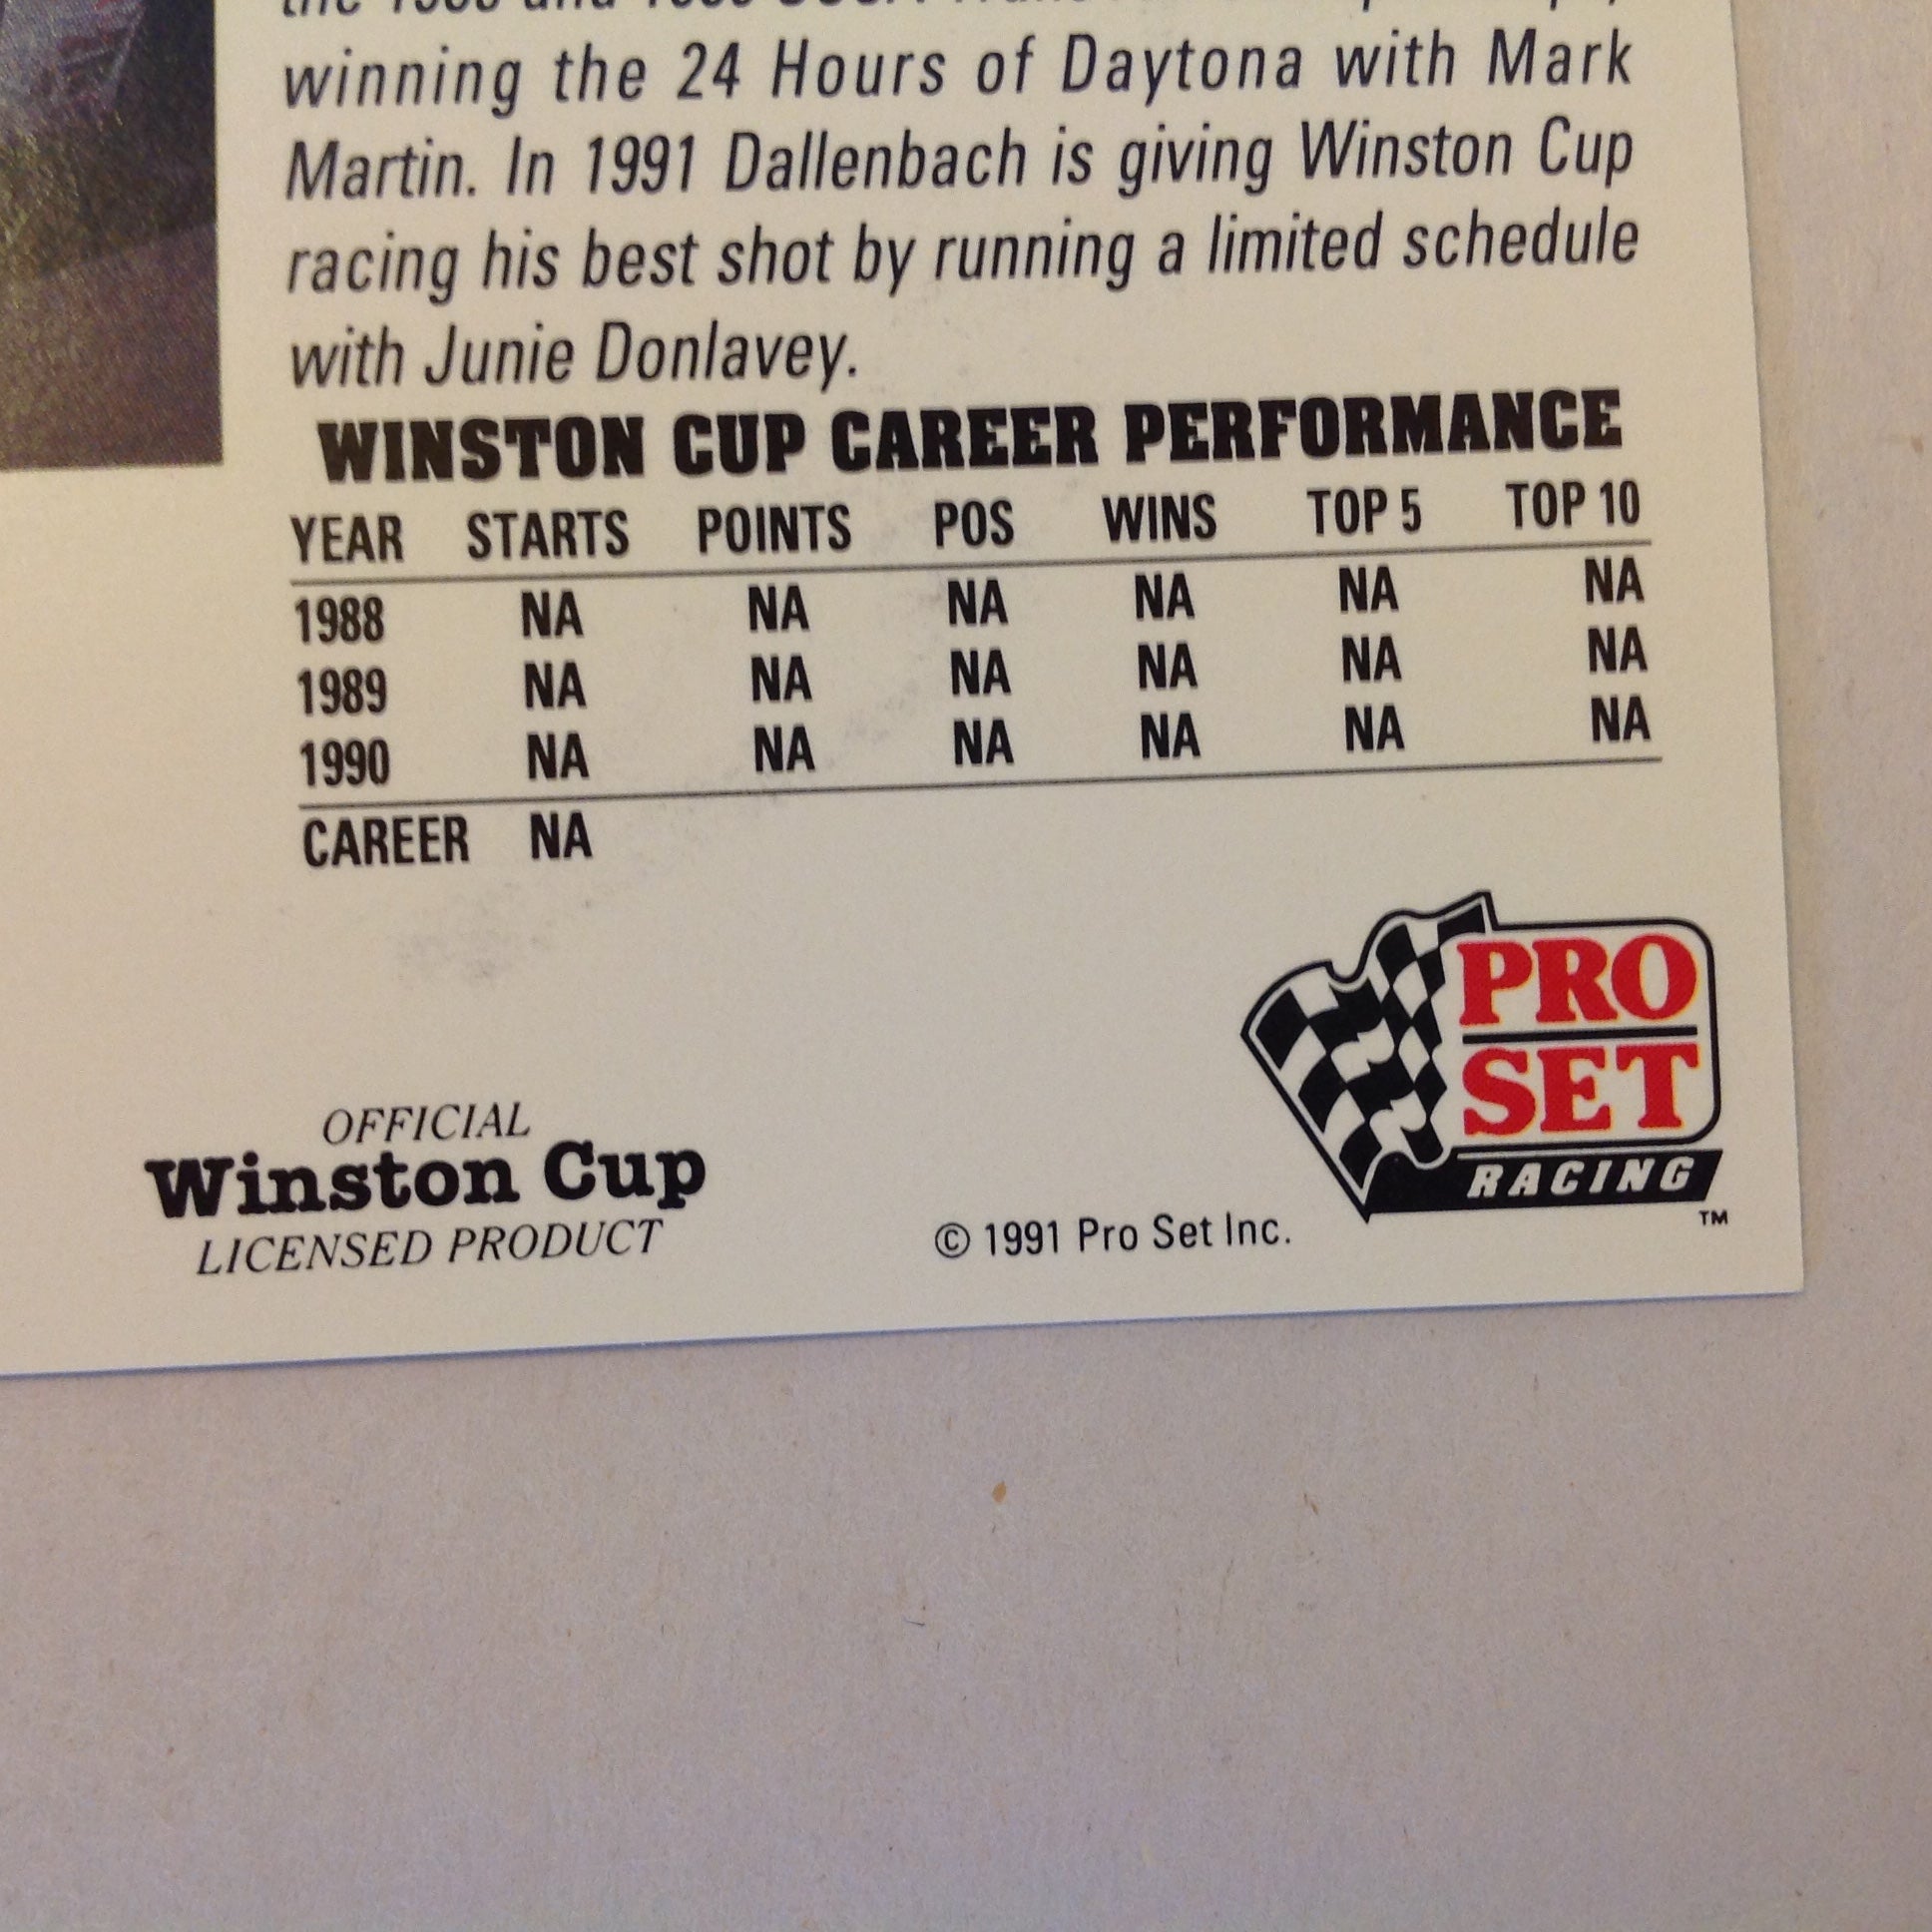 winning the 24 Hours of Daytona with Mark
Martin. In 1991 Dallenbach is giving Winston Cup
racing his best shot by running a limited schedule
with Junie Donlavey.
WINSTON CUP CAREER PERFORMANCE
YEAR STARTS POINTS POS WINS TOP 5 TOP 10
1988 NA NA NA NA NA NA
1989 NA NA NA NA NA NA
1990 NA NA NA NA NA NA
CAREER NA
PRO
SET
RACING
TM
OFFICIAL
Winston Cup
LICENSED PRODUCT
© 1991 Pro Set Inc.